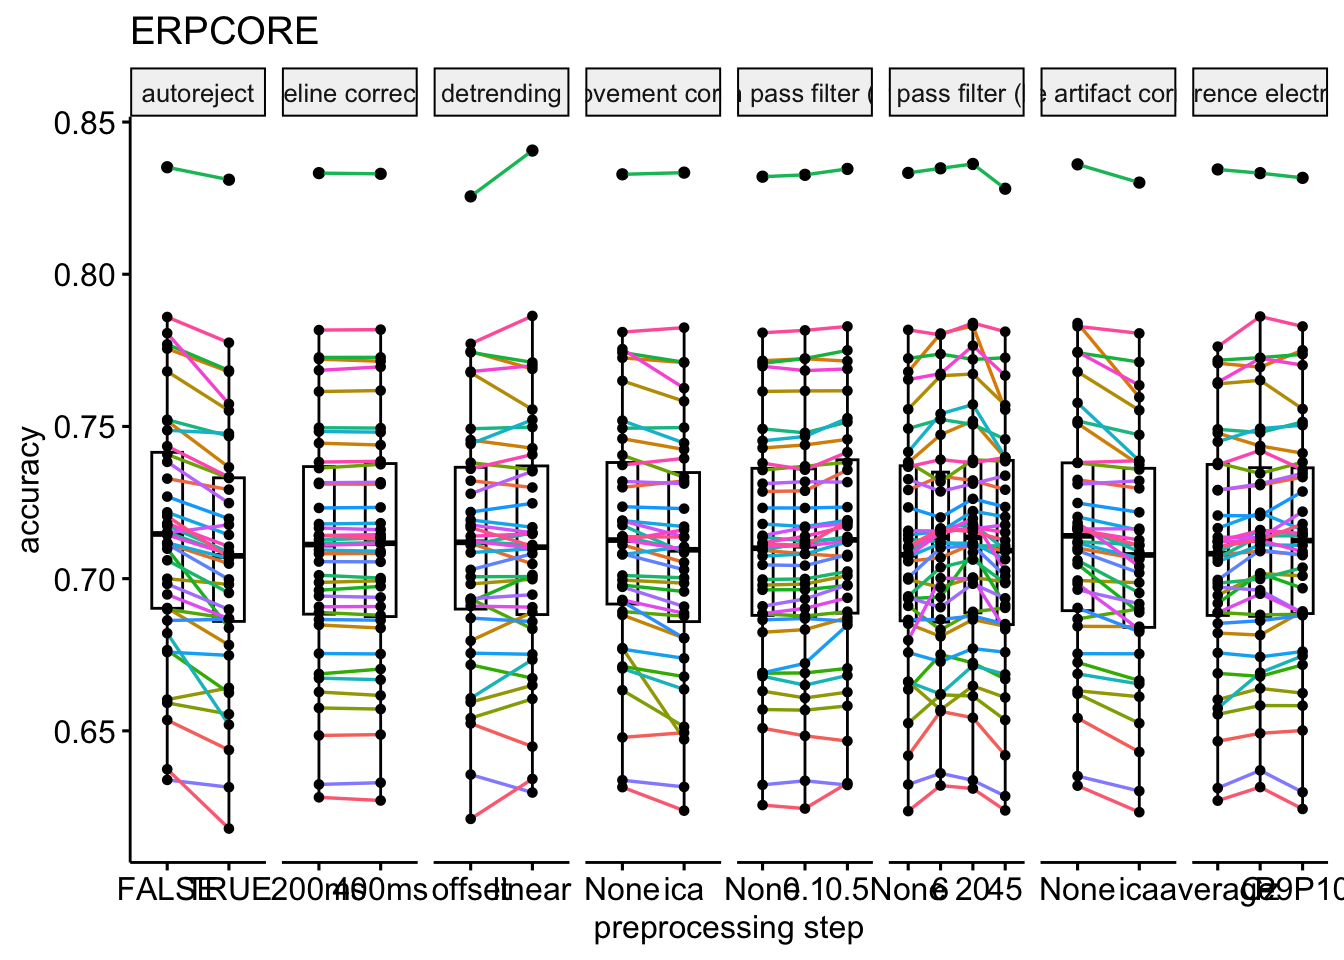 ERPCORE
autoreject
eline correc
detrending
ovement cor
pass filter (
pass filter (
artifact cor
rence electr
0.85
0.80
0.75
0.70
0.65
accuracy
FALSE TRUE 200ms 400ms offset linear None ica None 0.1 0.5 None 6 20 45 None ica average Cz P9P10
preprocessing step